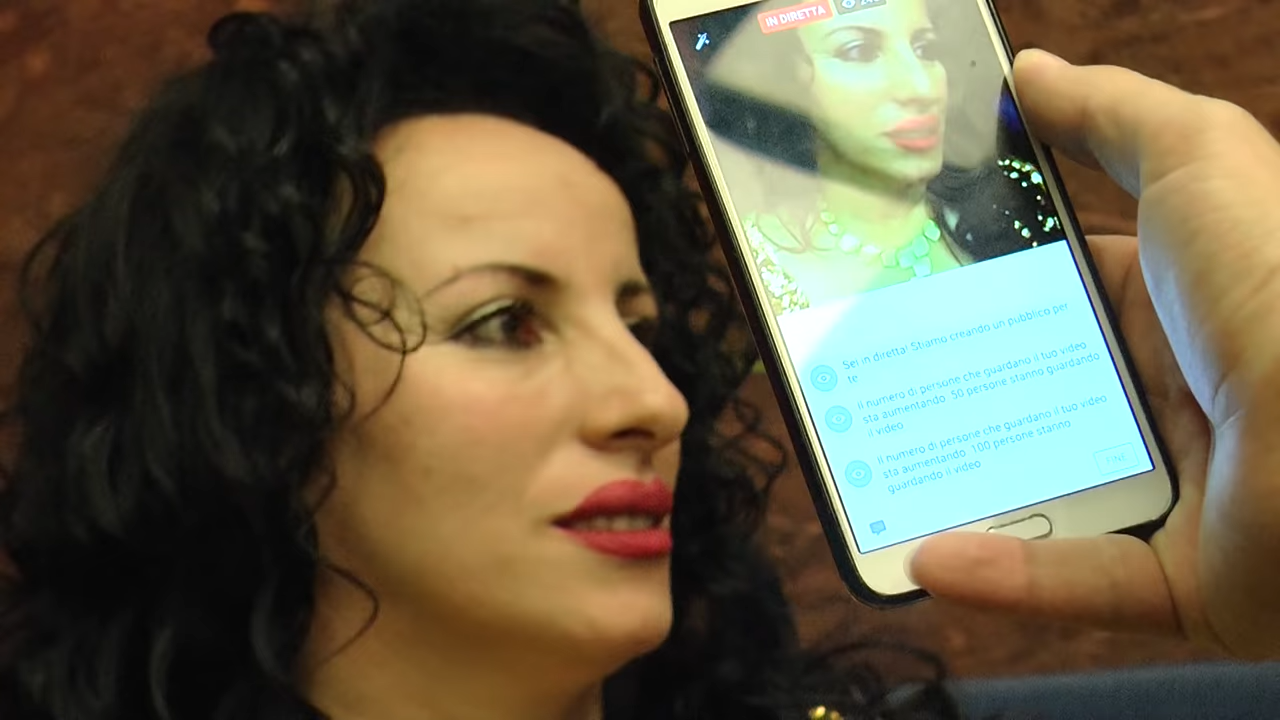 IN DIRETTA
Sei in diretta! Stiamo creando un pubblico per
te
Il numero di persone che guardano il tuo video
sta aumentando. 50 persone stanno guardando
il video
Il numero di persone che guardano il tuo video
sta aumentando. 100 persone stanno
guardando il video
FINE